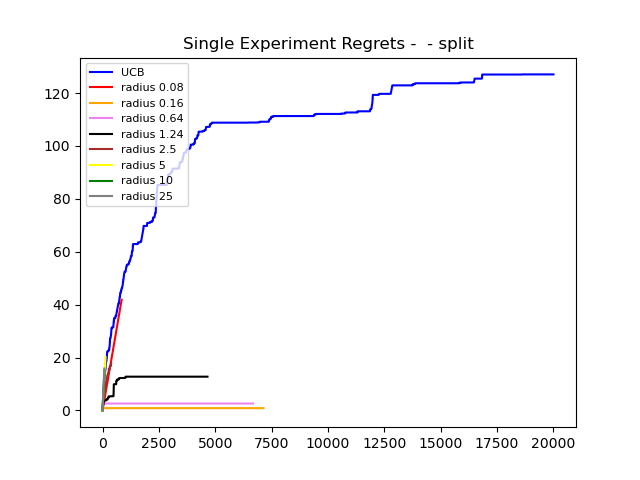 Single Experiment Regrets -  - split
UCB
radius 0.08
radius 0.16
radius 0.64
radius 1.24
radius 2.5
radius 5
radius 10
radius 25
120
100
80
60
40
20
0
0 2500 5000 7500 10000 12500 15000 17500 20000